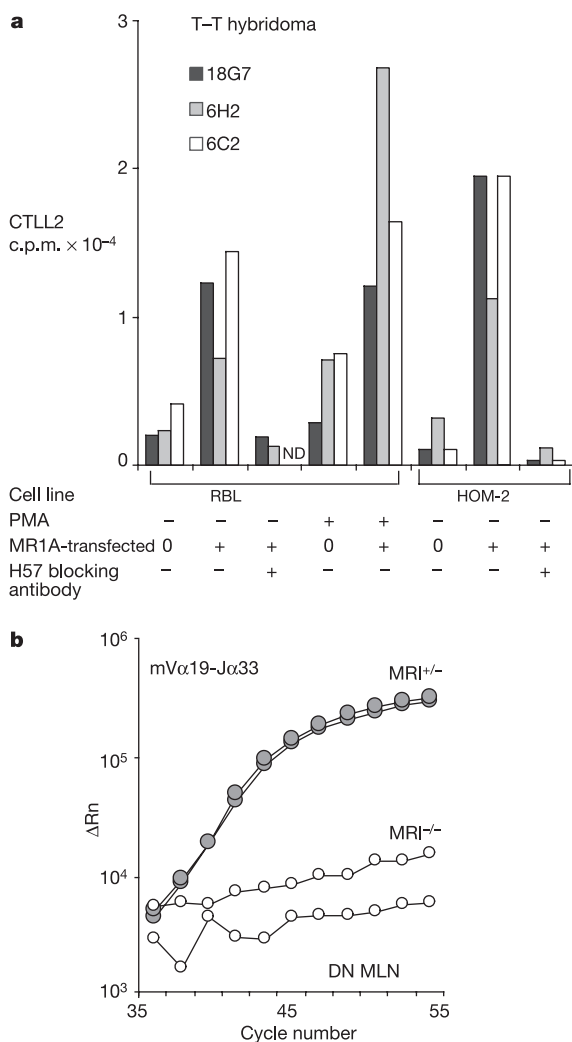 a
T–T hybridoma
18G7
6H2
6C2
CTLL2
c.p.m. × 10⁻⁴
3
2
1
0
ND
Cell line RBL HOM-2
PMA – – – + + – – –
MR1A-transfected 0 + + 0 + 0 + +
H57 blocking – – + – – – – +
antibody
b
mVα19-Jα33
MRI⁺/⁻
MRI⁻/⁻
DN MLN
ΔRn
10⁶
10⁵
10⁴
10³
35 45 55
Cycle number